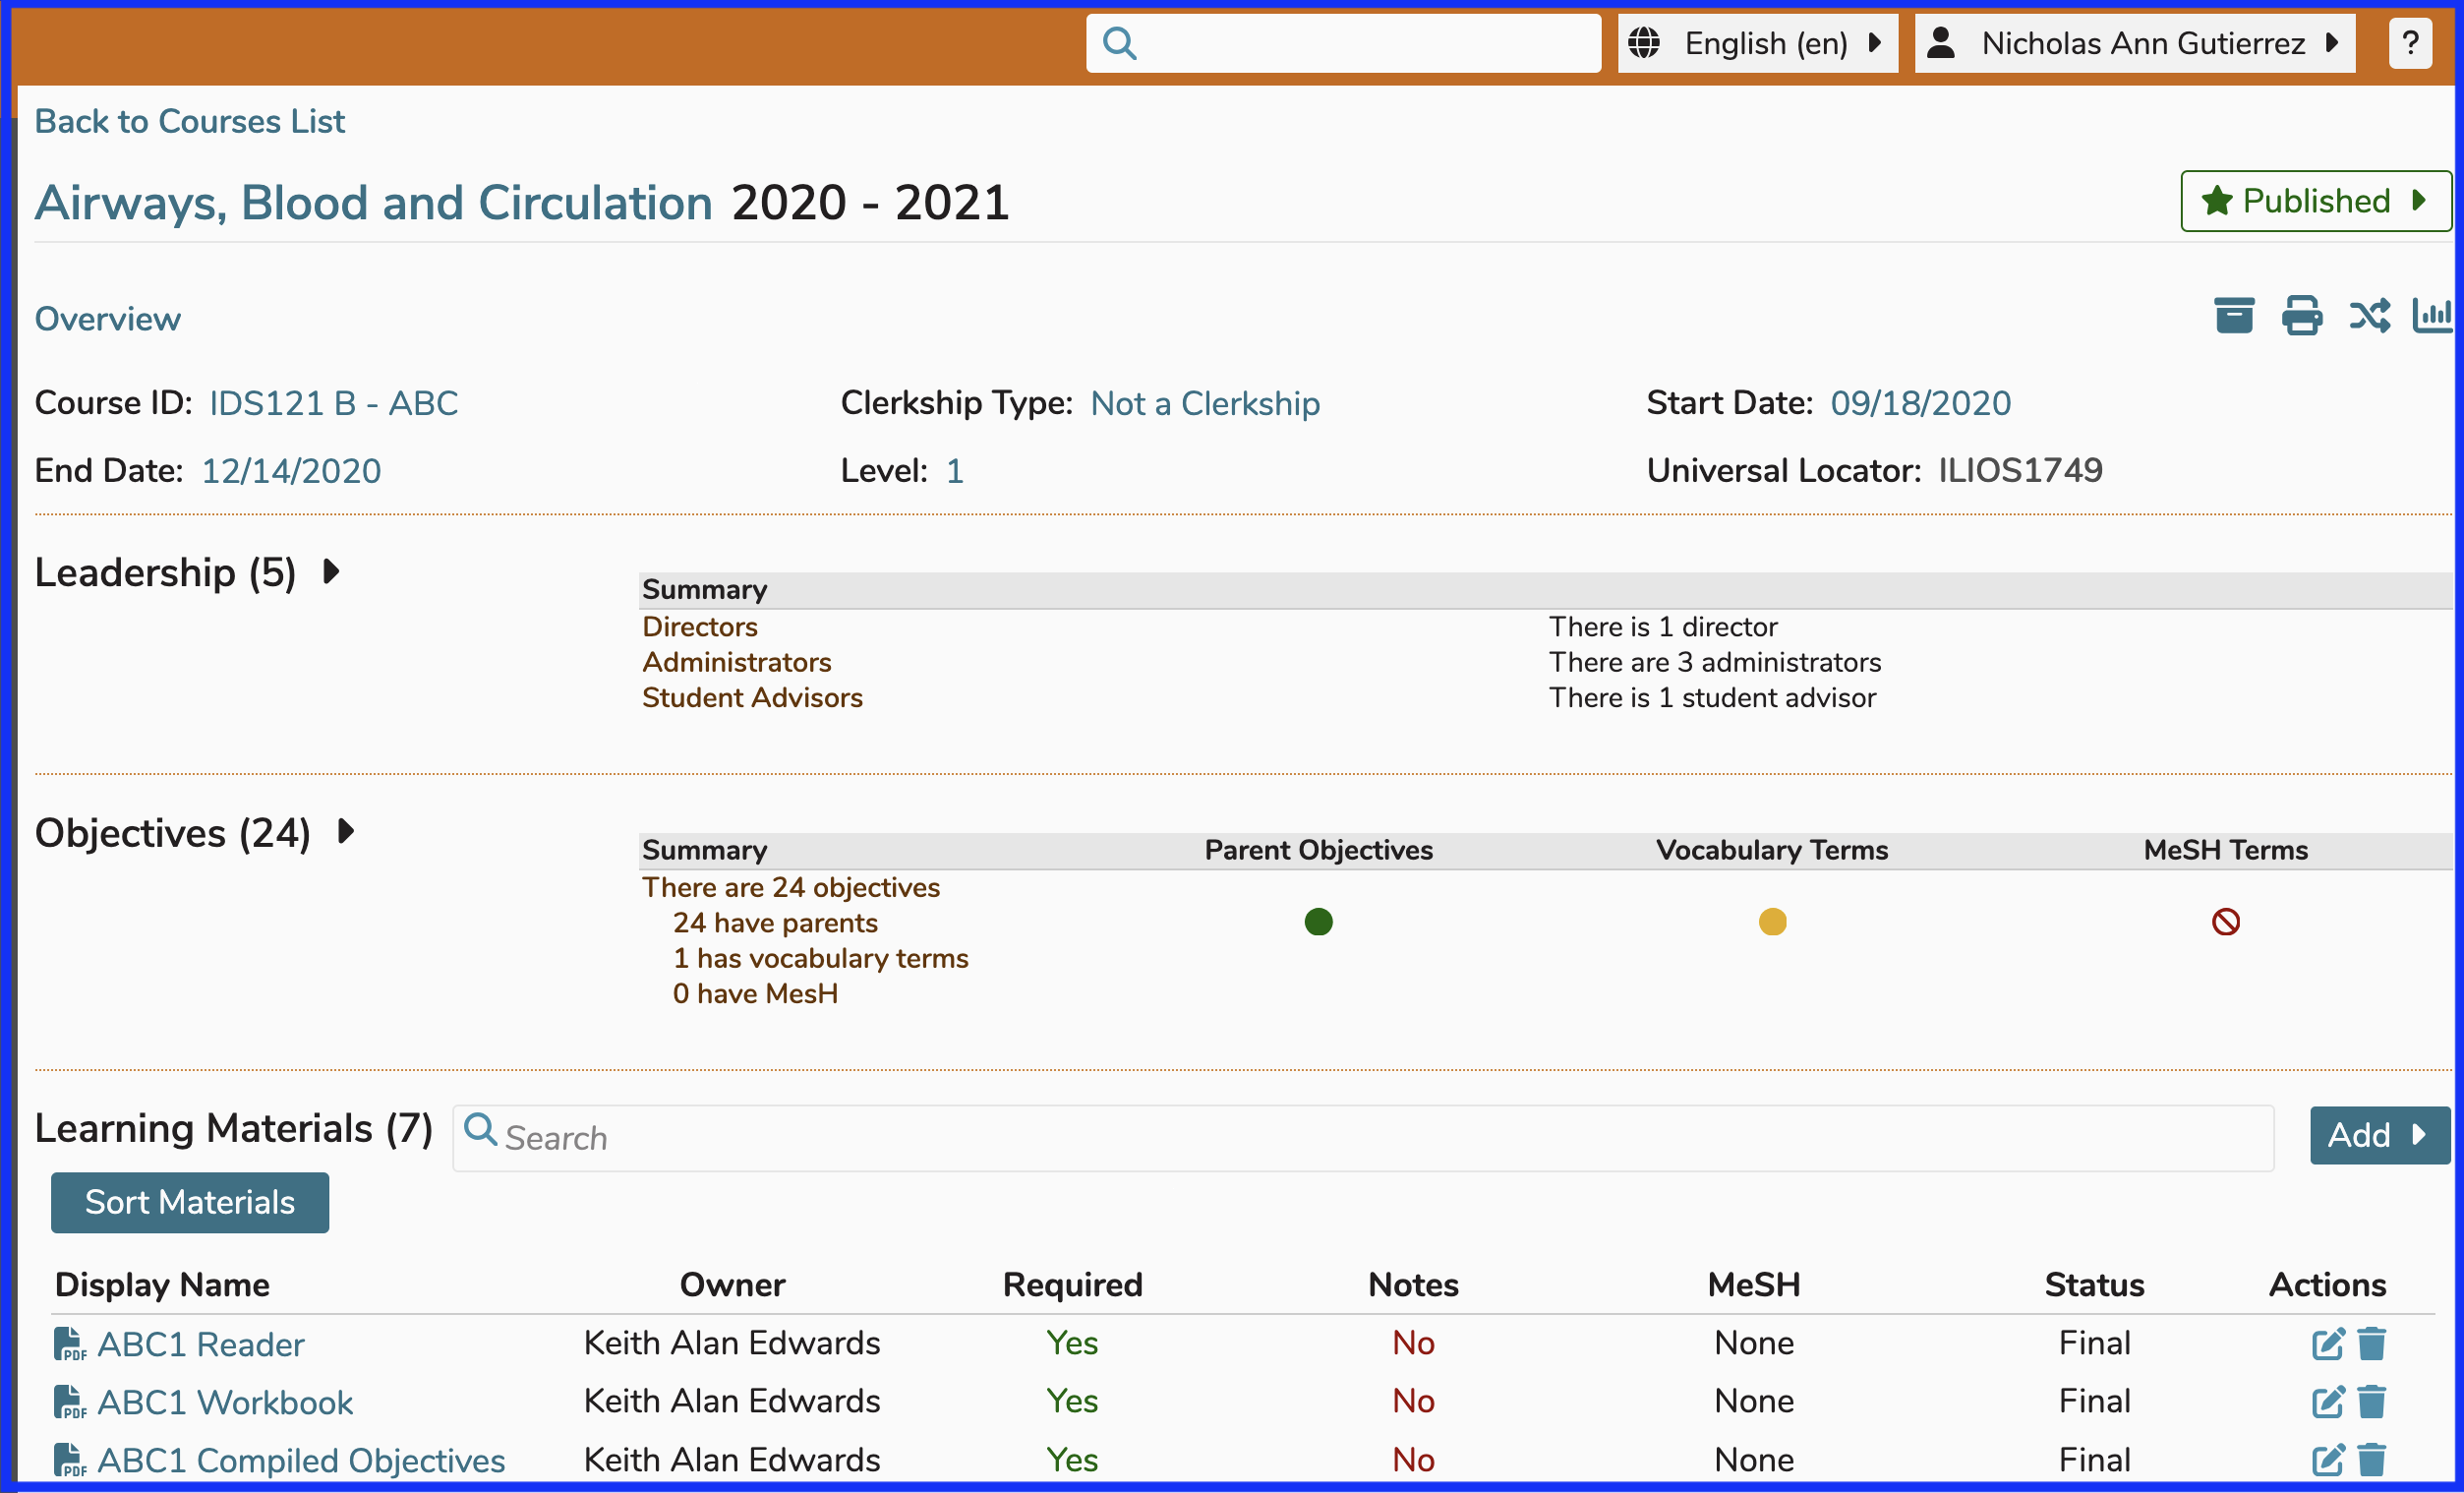 English (en)
Nicholas Ann Gutierrez
?
Back to Courses List
Airways, Blood and Circulation 2020 - 2021
Published
Overview
Course ID: IDS121 B - ABC
Clerkship Type: Not a Clerkship
Start Date: 09/18/2020
End Date: 12/14/2020
Level: 1
Universal Locator: ILIOS1749
Leadership (5)
Summary
Directors There is 1 director
Administrators There are 3 administrators
Student Advisors There is 1 student advisor
Objectives (24)
Summary Parent Objectives Vocabulary Terms MeSH Terms
There are 24 objectives
24 have parents
1 has vocabulary terms
0 have MesH
Learning Materials (7)
Search
Add
Sort Materials
Display Name Owner Required Notes MeSH Status Actions
PDF ABC1 Reader Keith Alan Edwards Yes No None Final
PDF ABC1 Workbook Keith Alan Edwards Yes No None Final
PDF ABC1 Compiled Objectives Keith Alan Edwards Yes No None Final